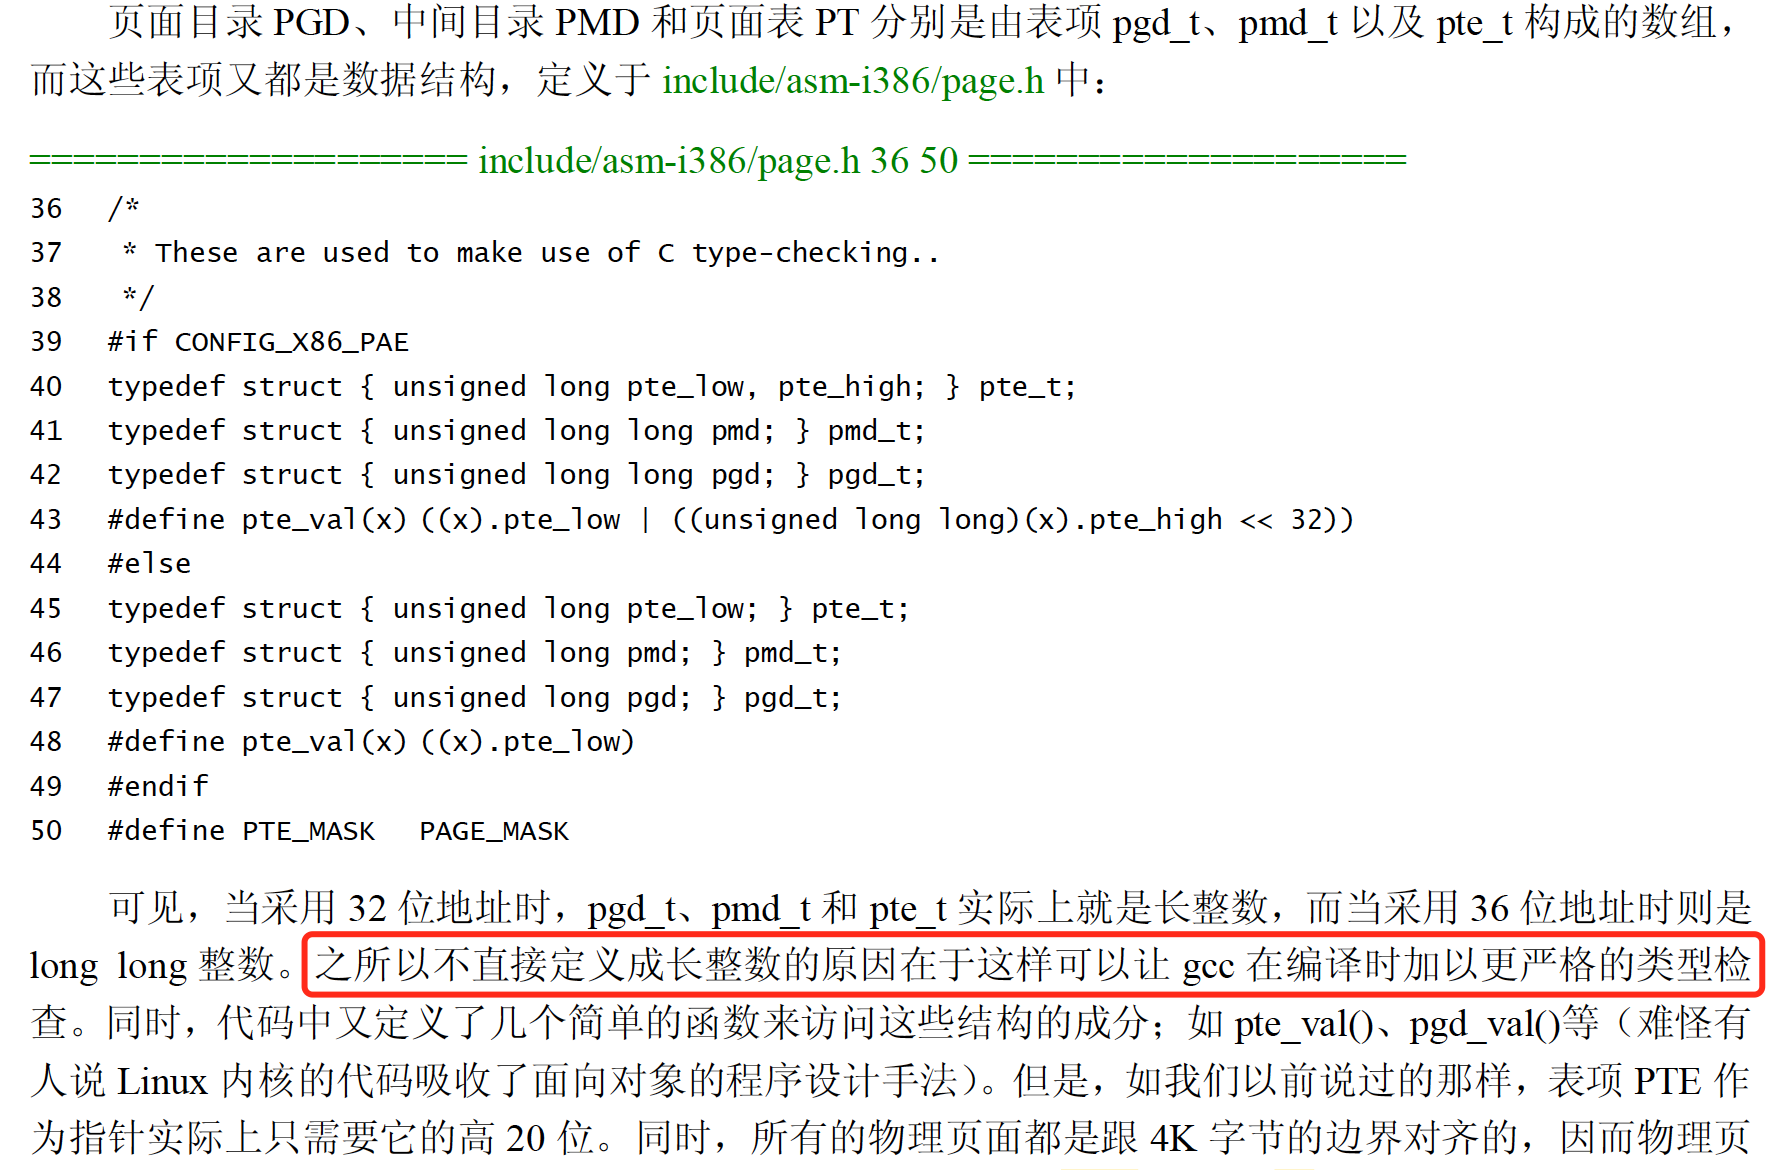 页面目录 PGD、中间目录 PMD 和页面表 PT 分别是由表项 pgd_t、pmd_t 以及 pte_t 构成的数组，
而这些表项又都是数据结构，定义于 include/asm-i386/page.h 中：
==================== include/asm-i386/page.h 36 50 ====================
36 /*
37  * These are used to make use of C type-checking..
38  */
39 #if CONFIG_X86_PAE
40 typedef struct { unsigned long pte_low, pte_high; } pte_t;
41 typedef struct { unsigned long long pmd; } pmd_t;
42 typedef struct { unsigned long long pgd; } pgd_t;
43 #define pte_val(x) ((x).pte_low | ((unsigned long long)(x).pte_high << 32))
44 #else
45 typedef struct { unsigned long pte_low; } pte_t;
46 typedef struct { unsigned long pmd; } pmd_t;
47 typedef struct { unsigned long pgd; } pgd_t;
48 #define pte_val(x) ((x).pte_low)
49 #endif
50 #define PTE_MASK PAGE_MASK
可见，当采用 32 位地址时，pgd_t、pmd_t 和 pte_t 实际上就是长整数，而当采用 36 位地址时则是
long long 整数。之所以不直接定义成长整数的原因在于这样可以让 gcc 在编译时加以更严格的类型检
查。同时，代码中又定义了几个简单的函数来访问这些结构的成分；如 pte_val()、pgd_val()等（难怪有
人说 Linux 内核的代码吸收了面向对象的程序设计手法）。但是，如我们以前说过的那样，表项 PTE 作
为指针实际上只需要它的高 20 位。同时，所有的物理页面都是跟 4K 字节的边界对齐的，因而物理页